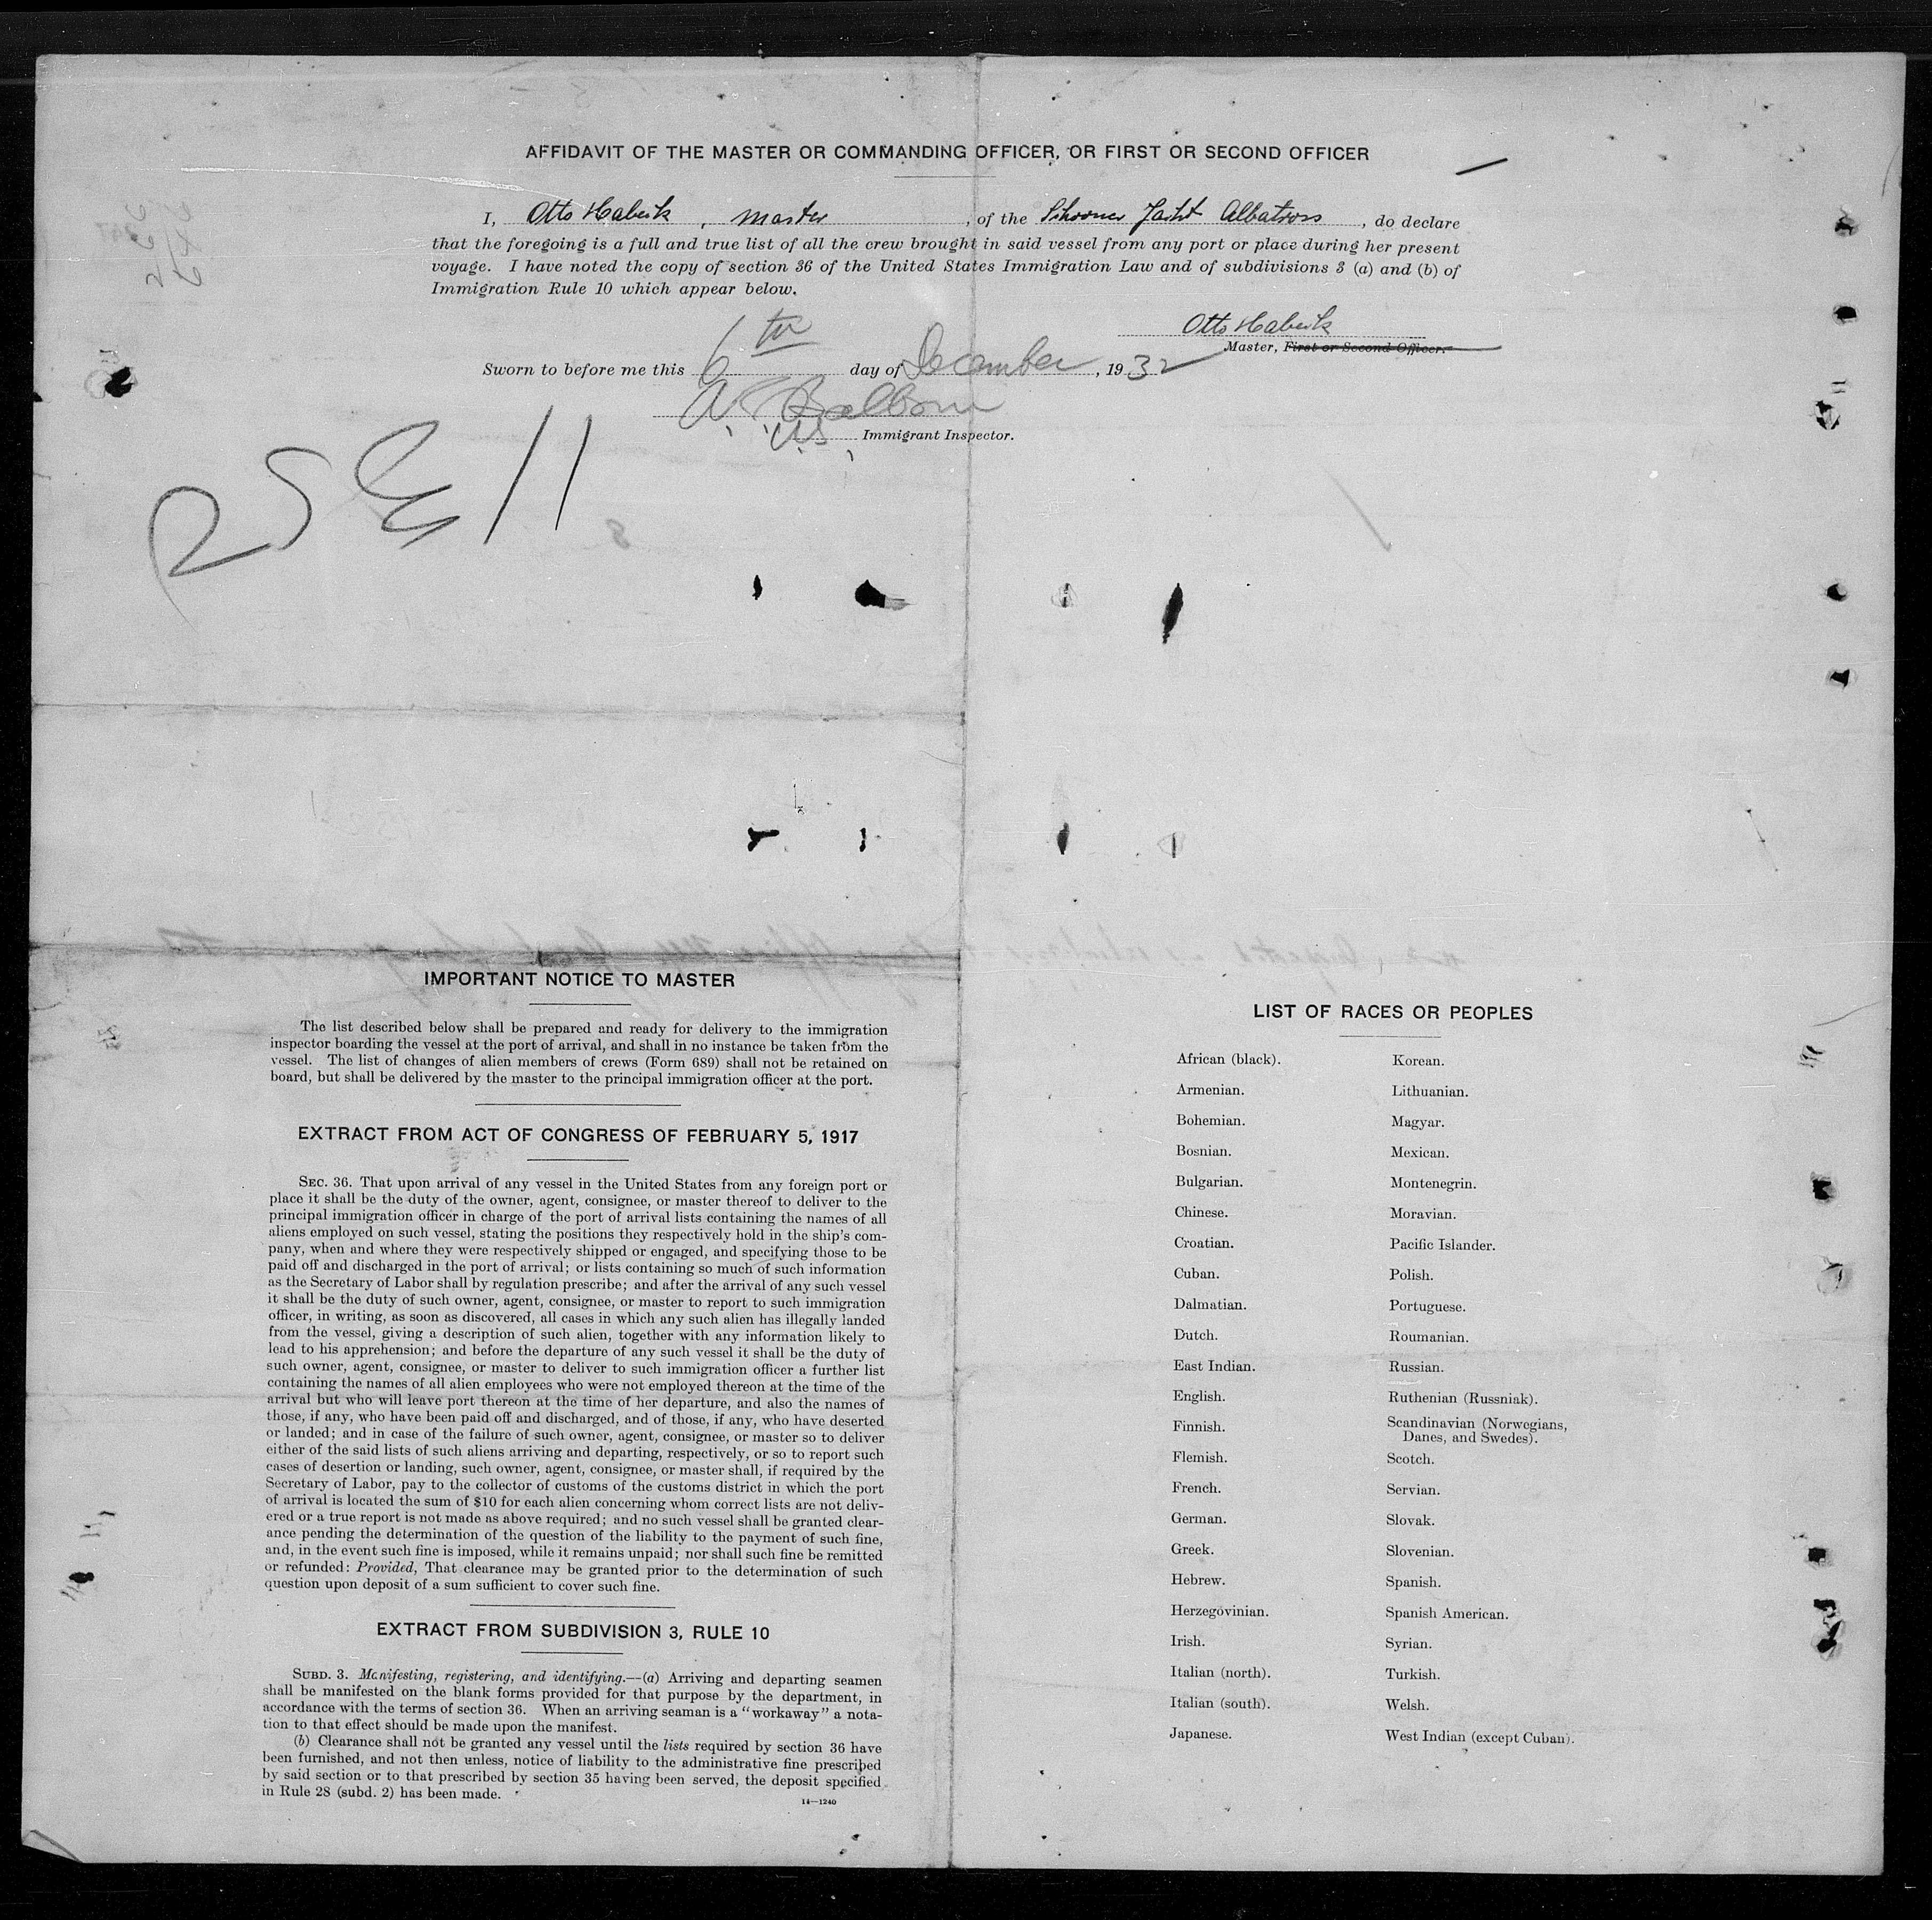 AFFIDAVIT OF THE MASTER OR COMMANDING OFFICER, OR FIRST OR SECOND OFFICER
I, Otto , master, of the Schooner Yacht Albatross, do declare
that the foregoing is a full and true list of all the crew brought in said vessel from any port or place during her present
voyage. I have noted the copy of section 36 of the United States Immigration Law and of subdivisions 3 (a) and (b) of
Immigration Rule 10 which appear below.
Otto
Master, First or Second Officer.
Sworn to before me this 6th day of December, 1932
U.S. Immigrant Inspector.
IMPORTANT NOTICE TO MASTER
The list described below shall be prepared and ready for delivery to the immigration
inspector boarding the vessel at the port of arrival, and shall in no instance be taken from the
vessel. The list of changes of alien members of crews (Form 689) shall not be retained on
board, but shall be delivered by the master to the principal immigration officer at the port.
EXTRACT FROM ACT OF CONGRESS OF FEBRUARY 5, 1917
SEC. 36. That upon arrival of any vessel in the United States from any foreign port or
place it shall be the duty of the owner, agent, consignee, or master thereof to deliver to the
principal immigration officer in charge of the port of arrival lists containing the names of all
aliens employed on such vessel, stating the positions they respectively hold in the ship's com-
pany, when and where they were respectively shipped or engaged, and specifying those to be
paid off and discharged in the port of arrival; or lists containing so much of such information
as the Secretary of Labor shall by regulation prescribe; and after the arrival of any such vessel
it shall be the duty of such owner, agent, consignee, or master to report to such immigration
officer, in writing, as soon as discovered, all cases in which any such alien has illegally landed
from the vessel, giving a description of such alien, together with any information likely to
lead to his apprehension; and before the departure of any such vessel it shall be the duty of
such owner, agent, consignee, or master to deliver to such immigration officer a further list
containing the names of all alien employees who were not employed thereon at the time of the
arrival but who will leave port thereon at the time of her departure, and also the names of
those, if any, who have been paid off and discharged, and of those, if any, who have deserted
or landed; and in case of the failure of such owner, agent, consignee, or master so to deliver
either of the said lists of such aliens arriving and departing, respectively, or so to report such
cases of desertion or landing, such owner, agent, consignee, or master shall, if required by the
Secretary of Labor, pay to the collector of customs of the customs district in which the port
of arrival is located the sum of $10 for each alien concerning whom correct lists are not deliv-
ered or a true report is not made as above required; and no such vessel shall be granted clear-
ance pending the determination of the question of the liability to the payment of such fine,
and, in the event such fine is imposed, while it remains unpaid; nor shall such fine be remitted
or refunded: Provided, That clearance may be granted prior to the determination of such
question upon deposit of a sum sufficient to cover such fine.
EXTRACT FROM SUBDIVISION 3, RULE 10
SUBD. 3. Manifesting, registering, and identifying.—(a) Arriving and departing seamen
shall be manifested on the blank forms provided for that purpose by the department, in
accordance with the terms of section 36. When an arriving seaman is a "workaway" a nota-
tion to that effect should be made upon the manifest.
(b) Clearance shall not be granted any vessel until the lists required by section 36 have
been furnished, and not then unless, notice of liability to the administrative fine prescribed
by said section or to that prescribed by section 35 having been served, the deposit specified
in Rule 28 (subd. 2) has been made.
14—1240
LIST OF RACES OR PEOPLES
African (black).
Armenian.
Bohemian.
Bosnian.
Bulgarian.
Chinese.
Croatian.
Cuban.
Dalmatian.
Dutch.
East Indian.
English.
Finnish.
Flemish.
French.
German.
Greek.
Hebrew.
Herzegovinian.
Irish.
Italian (north).
Italian (south).
Japanese.
Korean.
Lithuanian.
Magyar.
Mexican.
Montenegrin.
Moravian.
Pacific Islander.
Polish.
Portuguese.
Roumanian.
Russian.
Ruthenian (Russniak).
Scandinavian (Norwegians,
Danes, and Swedes).
Scotch.
Servian.
Slovak.
Slovenian.
Spanish.
Spanish American.
Syrian.
Turkish.
Welsh.
West Indian (except Cuban).